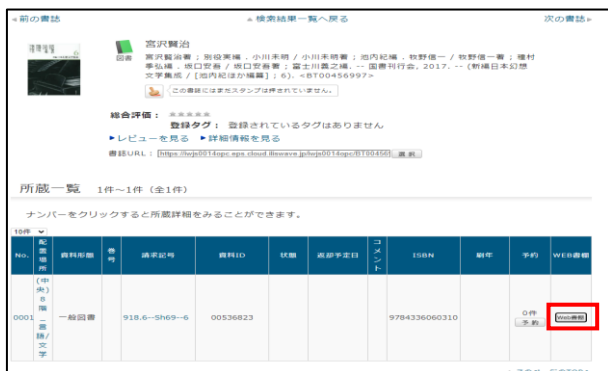 前の書誌
検索結果一覧へ戻る
次の書誌
図書
宮沢賢治
宮沢賢治著 ; 別役実編 . 小川未明 / 小川未明著 ; 池内紀編 . 牧野信一 / 牧野信一著 ; 種村
季弘編 . 坂口安吾 / 坂口安吾著 ; 富士川義之編. -- 国書刊行会, 2017. -- (新編日本幻想
文学集成 / [池内紀ほか編纂] ; 6). <BT00456997>
この書誌にはまだスタンプは押されていません。
総合評価:
登録タグ: 登録されているタグはありません
レビューを見る 詳細情報を見る
書誌URL:
選択
所蔵一覧 1件～1件 (全1件)
ナンバーをクリックすると所蔵詳細をみることができます。
10件
No. 配置場所 資料形態 巻号 請求記号 資料ID 状態 返却予定日 コメント ISBN 刷年 予約 WEB書棚
0001 (中央)8階_言語/文学 一般図書 918.6--Sh69--6 00536823 9784336060310 0件 予約 Web書棚